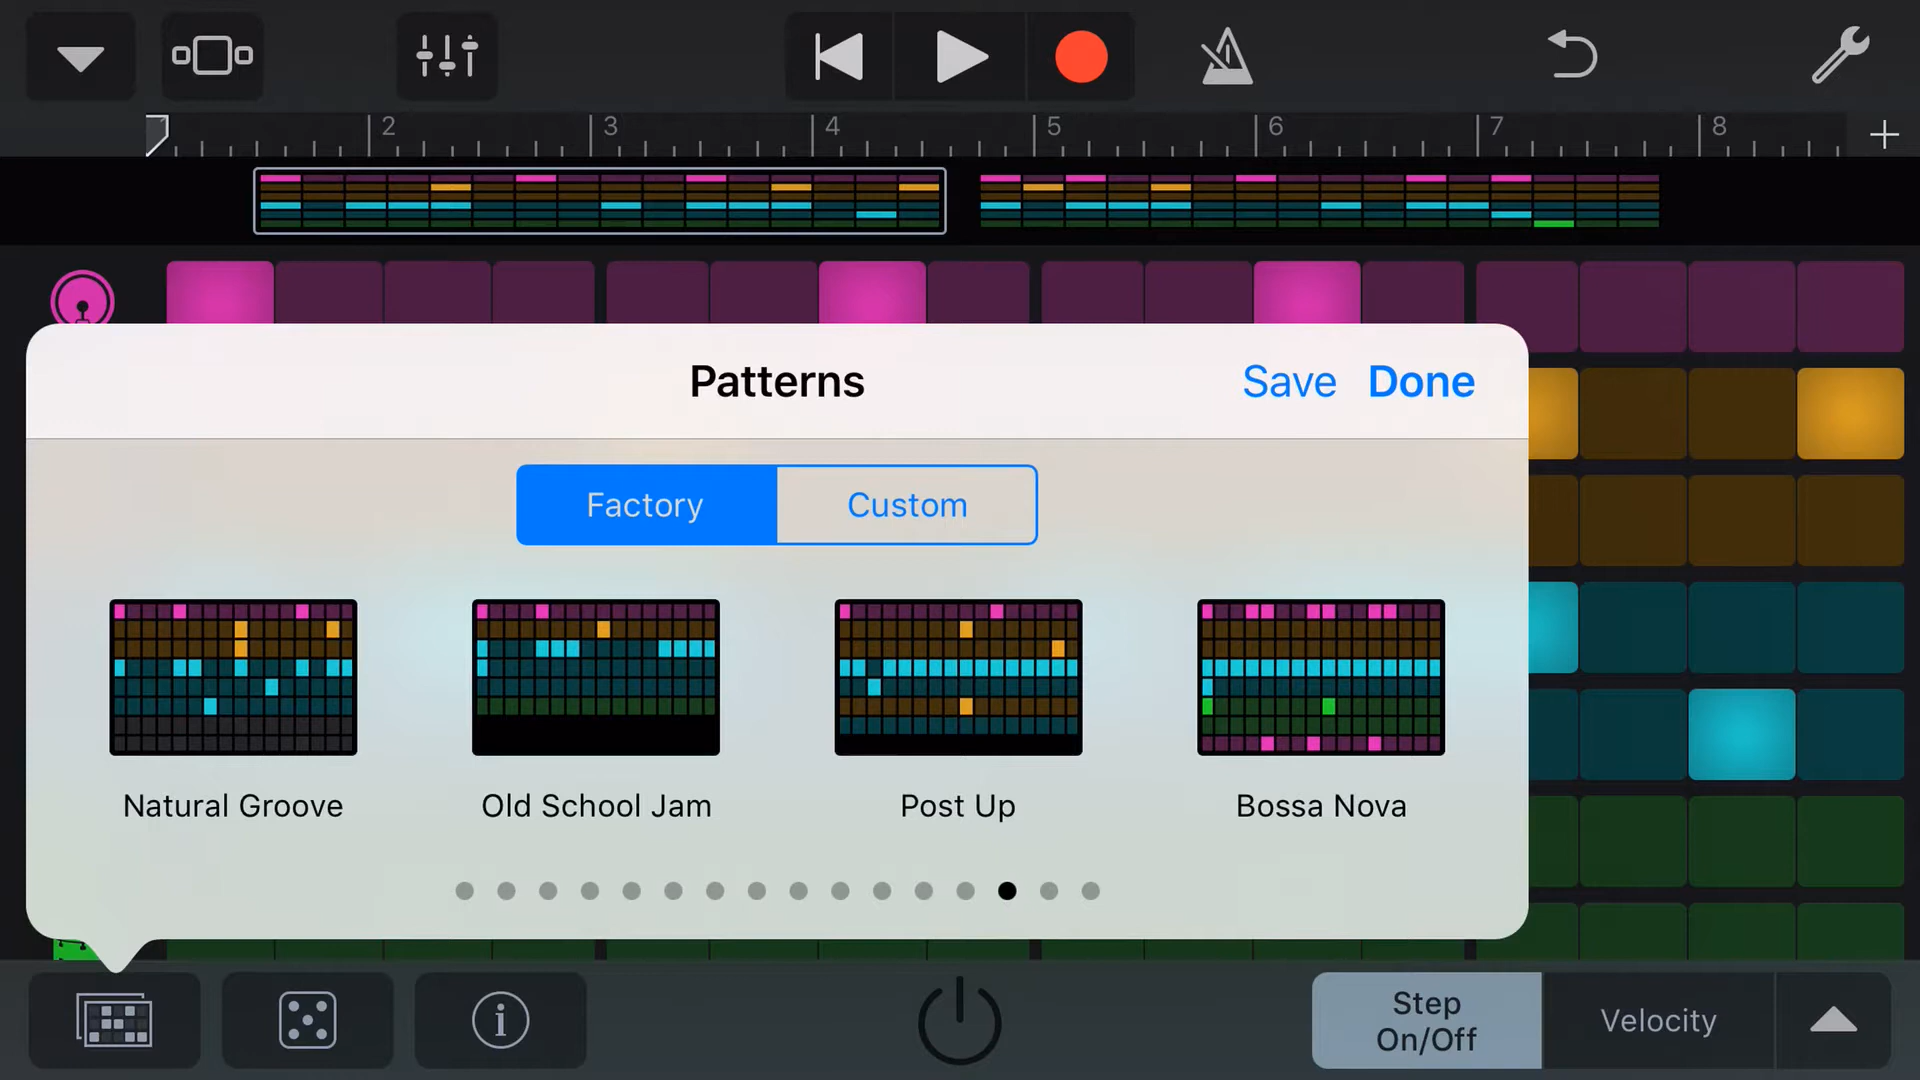 2 3 4 5 6 7 8
Patterns Save Done
Factory Custom
Natural Groove Old School Jam Post Up Bossa Nova
Step
On/Off
Velocity